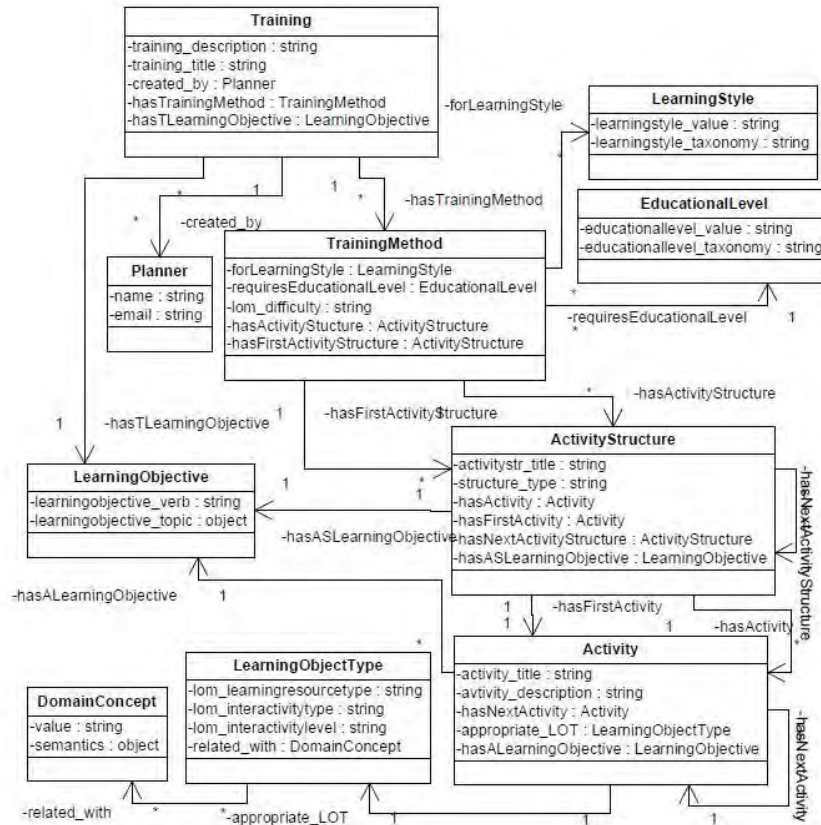 Training
-training_description : string
-training_title : string
-created_by : Planner
-hasTrainingMethod : TrainingMethod
-hasTLearningObjective : LearningObjective
-forLearningStyle
LearningStyle
-learningstyle_value : string
-learningstyle_taxonomy : string
*
1
1
*
*
*
-hasTrainingMethod
-created_by
EducationalLevel
-educationallevel_value : string
-educationallevel_taxonomy : string
Planner
-name : string
-email : string
TrainingMethod
-forLearningStyle : LearningStyle
-requiresEducationalLevel : EducationalLevel
-lom_difficulty : string
-hasActivityStucture : ActivityStructure
-hasFirstActivityStructure : ActivityStructure
*
-requiresEducationalLevel
1
*
1
-hasTLearningObjective
1
-hasFirstActivityStructure
1
*
-hasActivityStructure
LearningObjective
-learningobjective_verb : string
-learningobjective_topic : object
1
*
1
-hasASLearningObjective
ActivityStructure
-activitystr_title : string
-structure_type : string
-hasActivity : Activity
-hasFirstActivity : Activity
-hasNextActivityStructure : ActivityStructure
-hasASLearningObjective : LearningObjective
-hasNextActivityStructure
-hasALearningObjective
1
1
1
-hasFirstActivity
1
-hasActivity
*
*
DomainConcept
-value : string
-semantics : object
LearningObjectType
-lom_learningresourcetype : string
-lom_interactivitytype : string
-lom_interactivitylevel : string
-related_with : DomainConcept
Activity
-activity_title : string
-avtivity_description : string
-hasNextActivity : Activity
-appropriate_LOT : LearningObjectType
-hasALearningObjective : LearningObjective
-hasNextActivity
-related_with
*
*
-appropriate_LOT
1
1
1
1